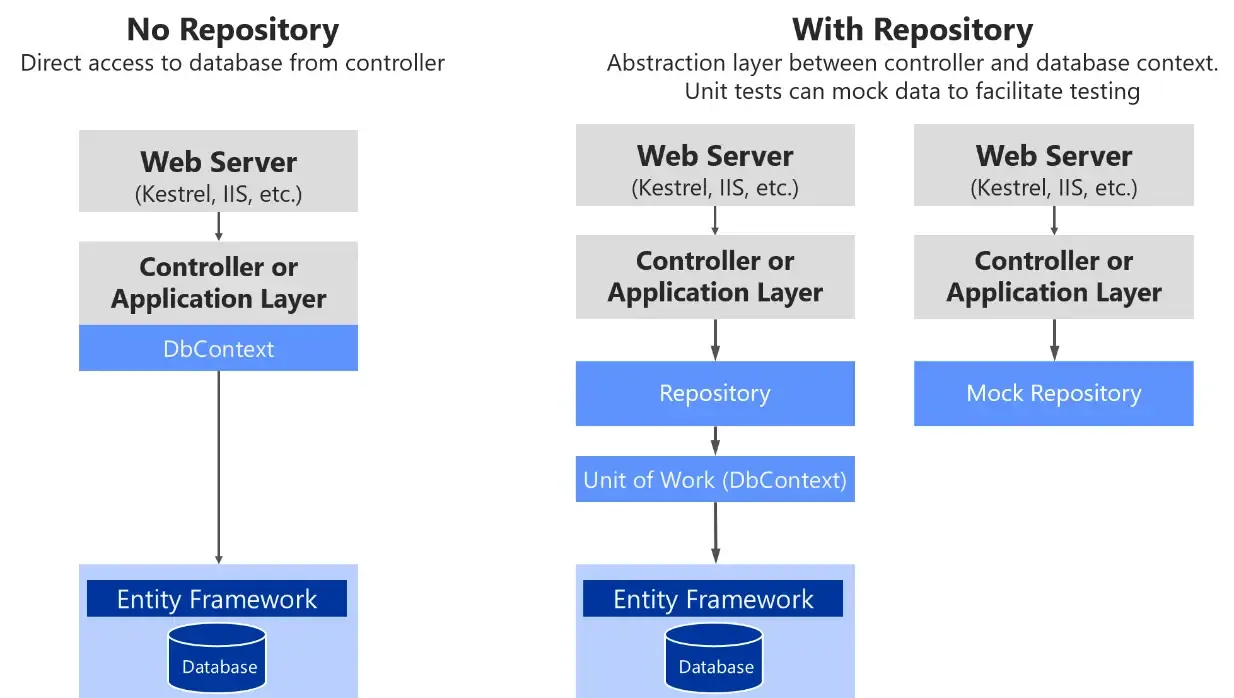 No Repository
Direct access to database from controller
Web Server
(Kestrel, IIS, etc.)
Controller or
Application Layer
DbContext
Entity Framework
Database
With Repository
Abstraction layer between controller and database context.
Unit tests can mock data to facilitate testing
Web Server
(Kestrel, IIS, etc.)
Controller or
Application Layer
Repository
Unit of Work (DbContext)
Entity Framework
Database
Web Server
(Kestrel, IIS, etc.)
Controller or
Application Layer
Mock Repository